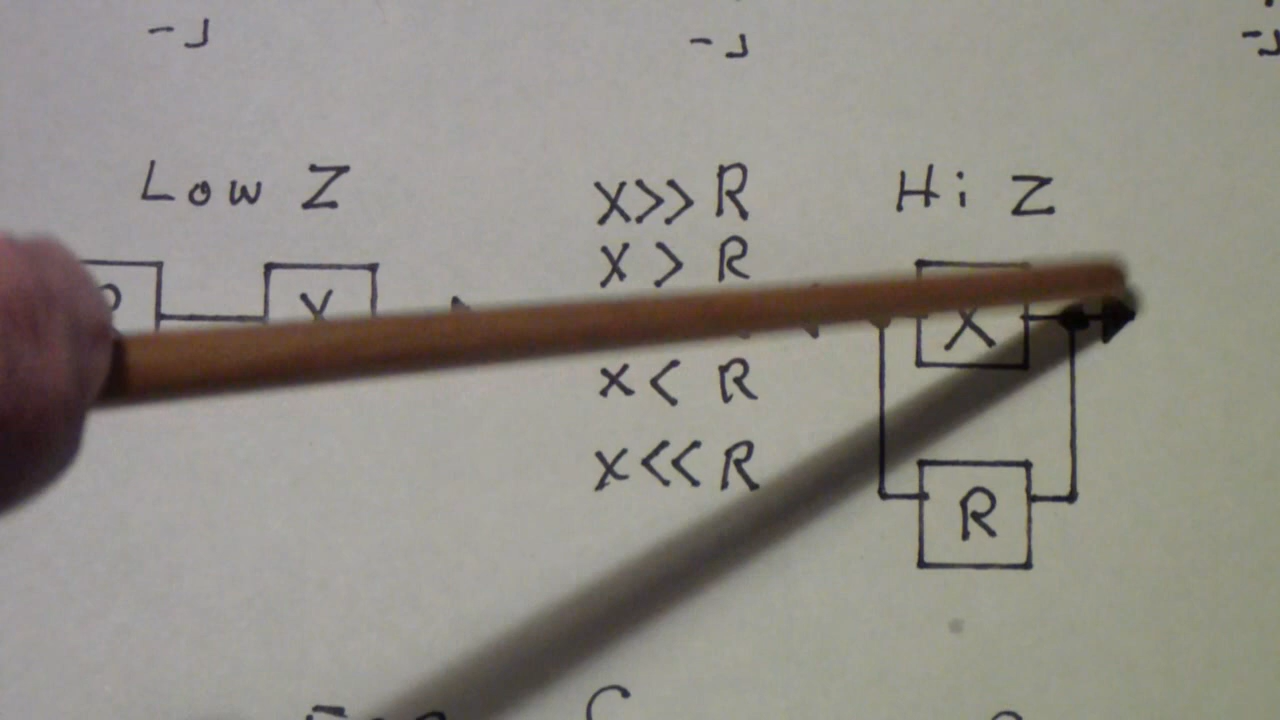 -J -J
Low Z
X
X>>R
X > R
X < R
X<<R
Hi Z
X
R